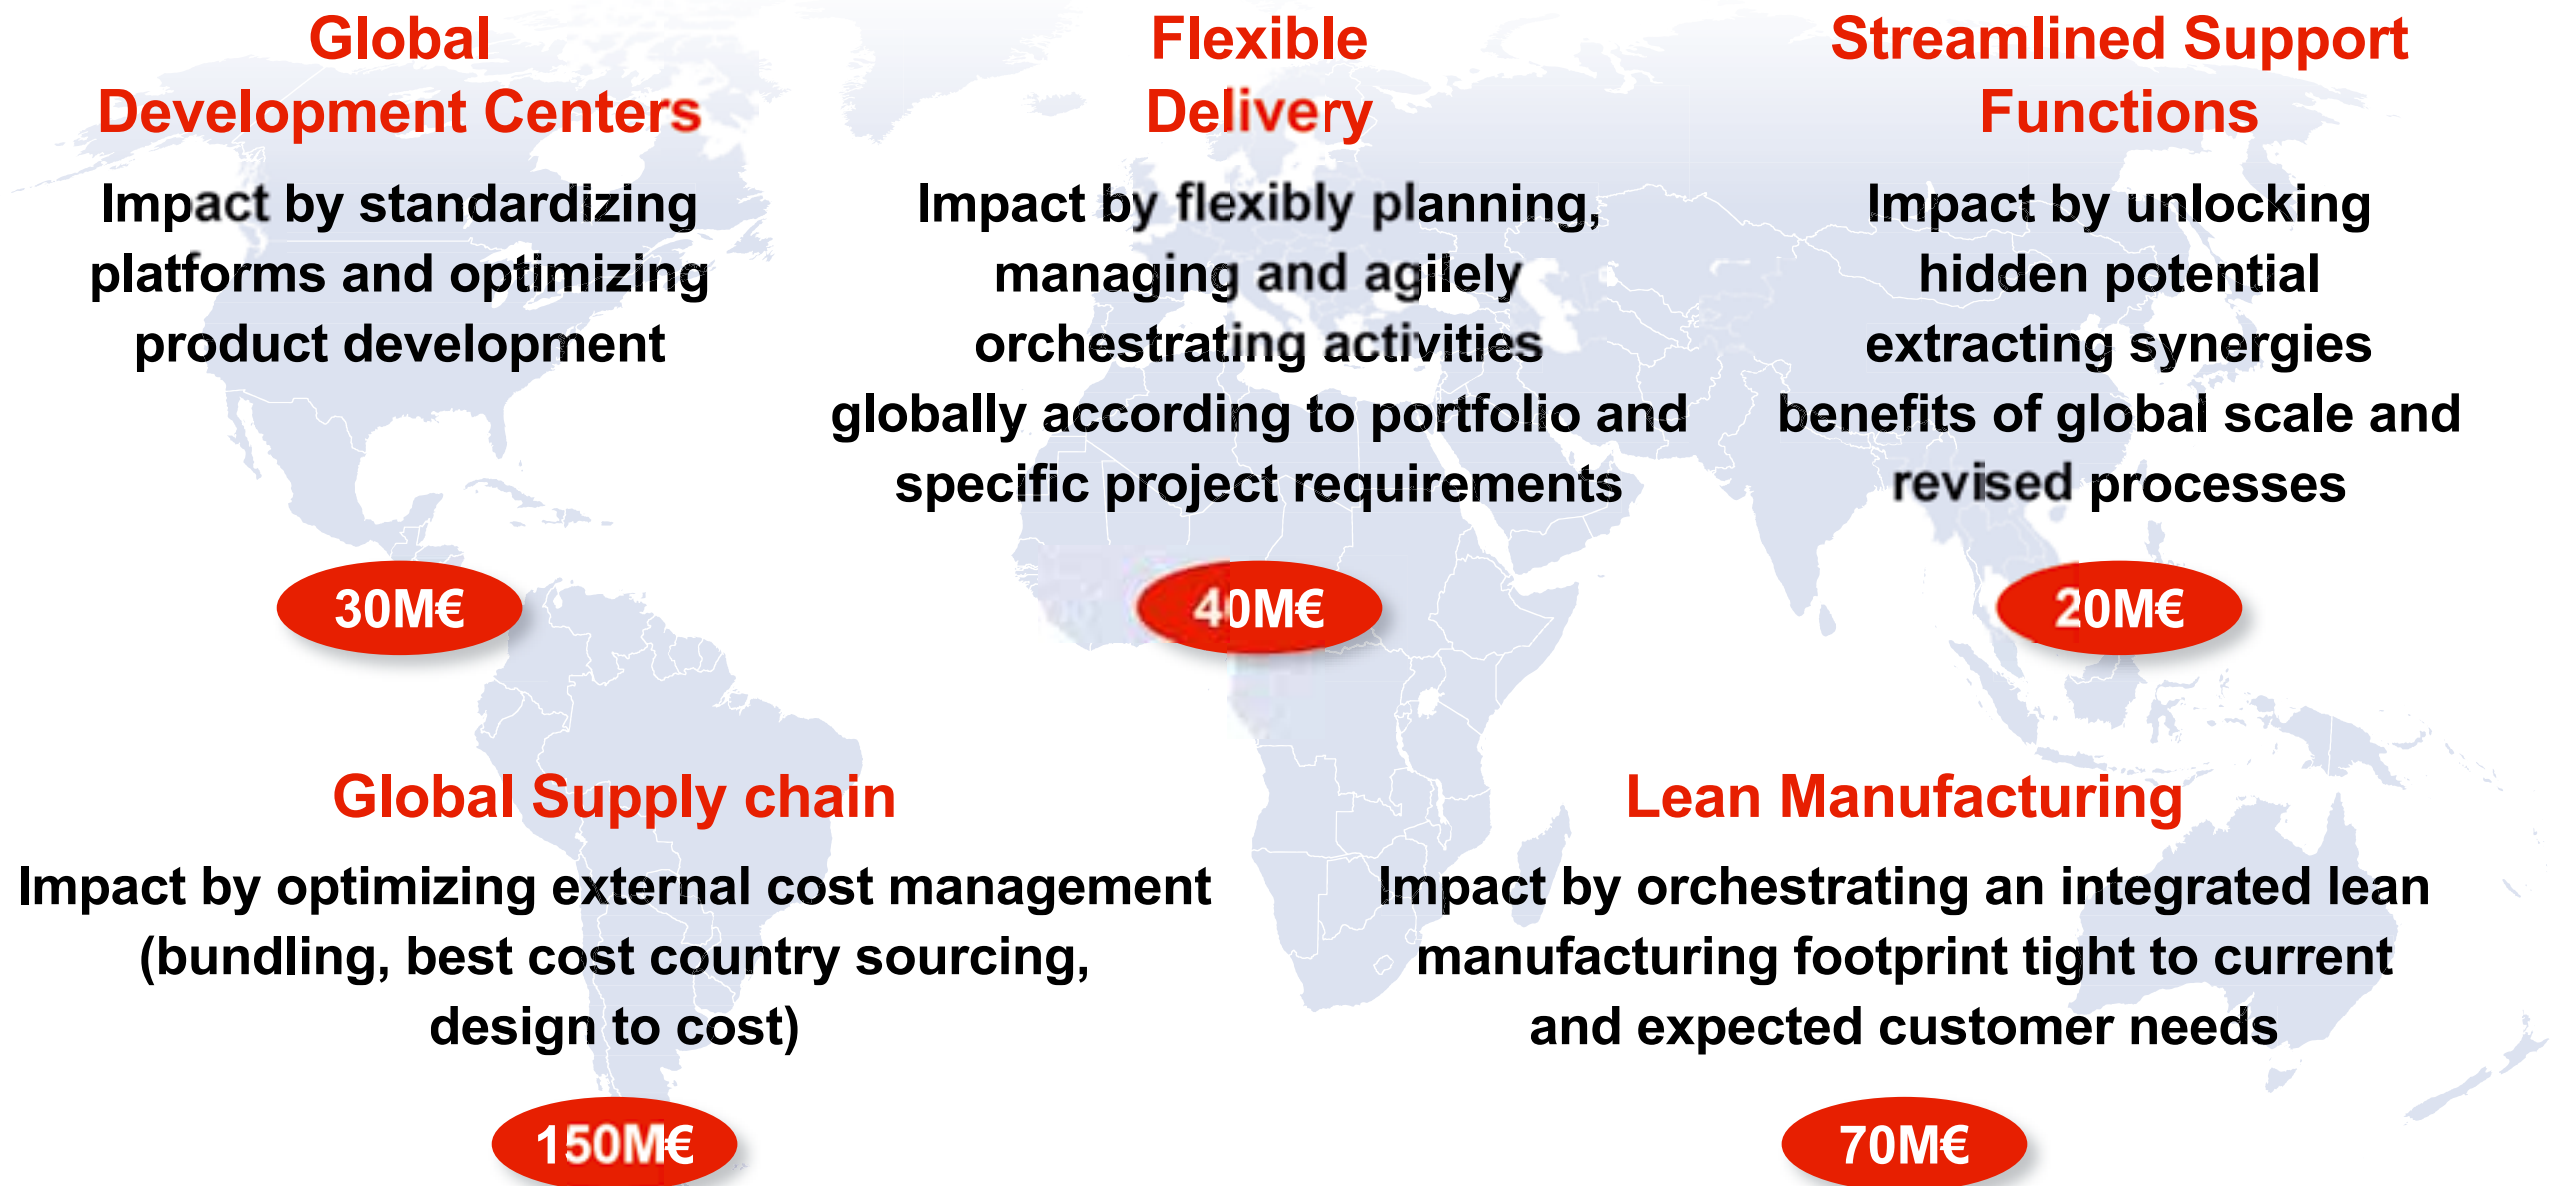 Global
Development Centers
Impact by standardizing
platforms and optimizing
product development
30M€
Flexible
Delivery
Impact by flexibly planning,
managing and agilely
orchestrating activities
globally according to portfolio and
specific project requirements
40M€
Streamlined Support
Functions
Impact by unlocking
hidden potential
extracting synergies
benefits of global scale and
revised processes
20M€
Global Supply chain
Impact by optimizing external cost management
(bundling, best cost country sourcing,
design to cost)
150M€
Lean Manufacturing
Impact by orchestrating an integrated lean
manufacturing footprint tight to current
and expected customer needs
70M€